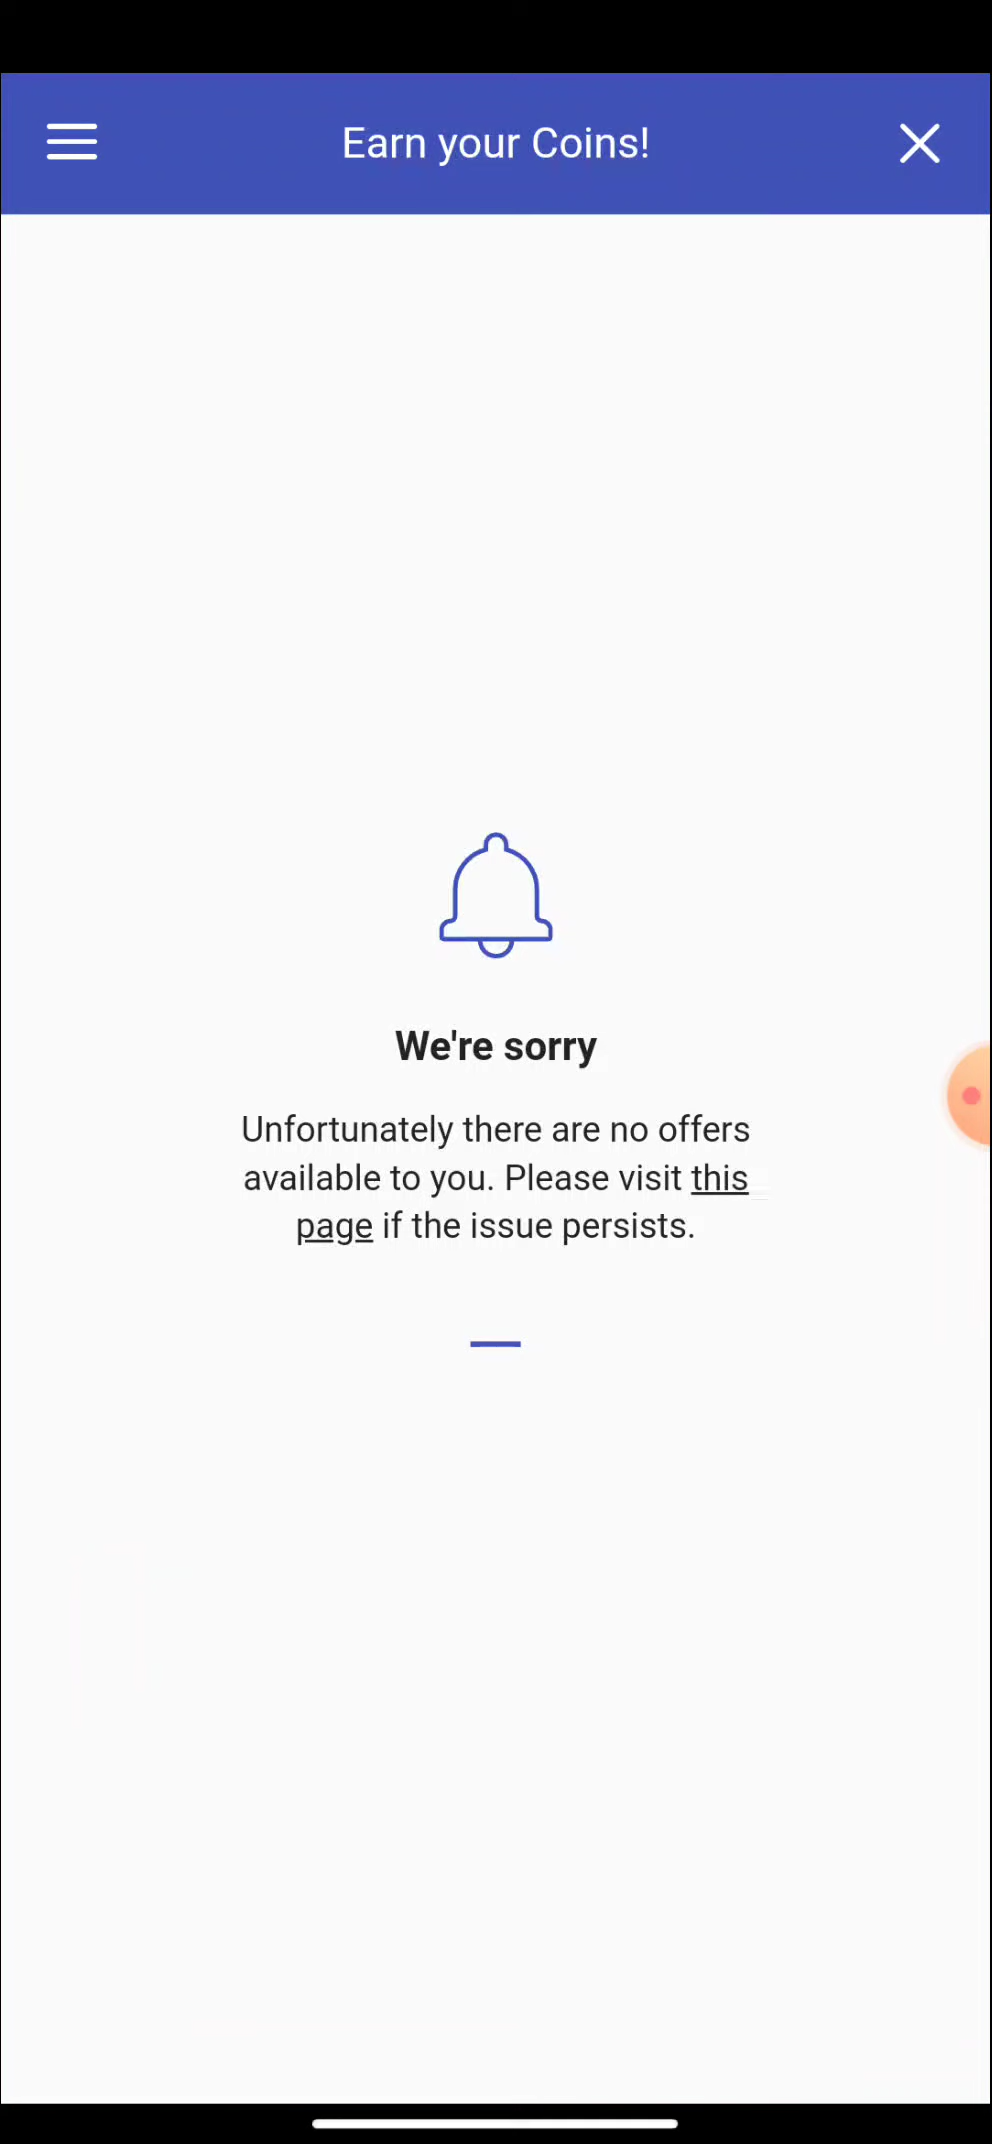 Earn your Coins!
We're sorry
Unfortunately there are no offers
available to you. Please visit this
page if the issue persists.